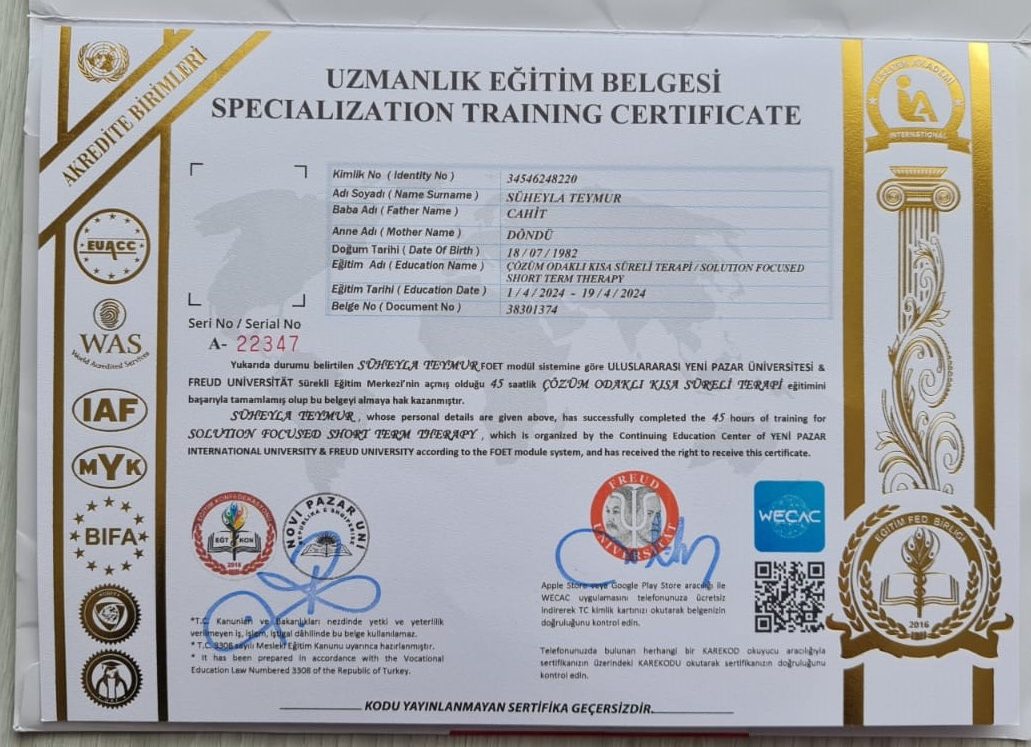 AKREDİTE BİRİMLERİ
UZMANLIK EĞİTİM BELGESİ
SPECIALIZATION TRAINING CERTIFICATE
INTERNATIONAL
Kimlik No ( Identity No ) 34546248220
Adı Soyadı ( Name Surname ) SÜHEYLA TEYMUR
Baba Adı ( Father Name ) CAHİT
Anne Adı ( Mother Name ) DÖNDÜ
Doğum Tarihi ( Date Of Birth ) 18 / 07 / 1982
Eğitim Adı ( Education Name ) ÇÖZÜM ODAKLI KISA SÜRELİ TERAPİ / SOLUTION FOCUSED
SHORT TERM THERAPY
Eğitim Tarihi ( Education Date ) 1 / 4 / 2024 - 19 / 4 / 2024
Belge No ( Document No ) 38301374
Seri No / Serial No
A- 22347
EUACC
WAS
World Accredited Services
IAF
MYK
BIFA
Yukarıda durumu belirtilen SÜHEYLA TEYMUR, FOET modül sistemine göre ULUSLARARASI YENİ PAZAR ÜNİVERSİTESİ &
FREUD UNİVERSİTÄT Sürekli Eğitim Merkezi'nin açmış olduğu 45 saatlik ÇÖZÜM ODAKLI KISA SÜRELİ TERAPİ eğitimini
başarıyla tamamlamış olup bu belgeyi almaya hak kazanmıştır.
SÜHEYLA TEYMUR , whose personal details are given above, has successfully completed the 45 hours of training for
SOLUTION FOCUSED SHORT TERM THERAPY , which is organized by the Continuing Education Center of YENİ PAZAR
INTERNATIONAL UNIVERSITY & FREUD UNIVERSITY according to the FOET module system, and has received the right to receive this certificate.
EĞİTİM KONFEDERASYONU
EĞT KON
2016
NOVI PAZAR UNI
REPUBLIKA E SHQIPERISE
FREUD
UNIVERSITÄT
WECAC
EĞİTİM FED. BİRLİĞİ
2016
Apple Store veya Google Play Store aracılığı ile
WECAC uygulamasını telefonunuza ücretsiz
indirerek TC kimlik kartınızı okutarak belgenizin
doğruluğunu kontrol edin.
*T.C. Kanunları ve Bakanlıkları nezdinde yetki ve yeterlilik
verilmeyen iş, işlem, iştigal dâhilinde bu belge kullanılamaz.
* T.C. 3308 sayılı Mesleki Eğitim Kanunu uyarınca hazırlanmıştır.
* It has been prepared in accordance with the Vocational
Education Law Numbered 3308 of the Republic of Turkey.
Telefonunuzda bulunan herhangi bir KAREKOD okuyucu aracılığıyla
sertifikanızın üzerindeki KAREKODU okutarak sertifikanızın doğruluğunu
kontrol edin.
KODU YAYINLANMAYAN SERTİFİKA GEÇERSİZDİR.